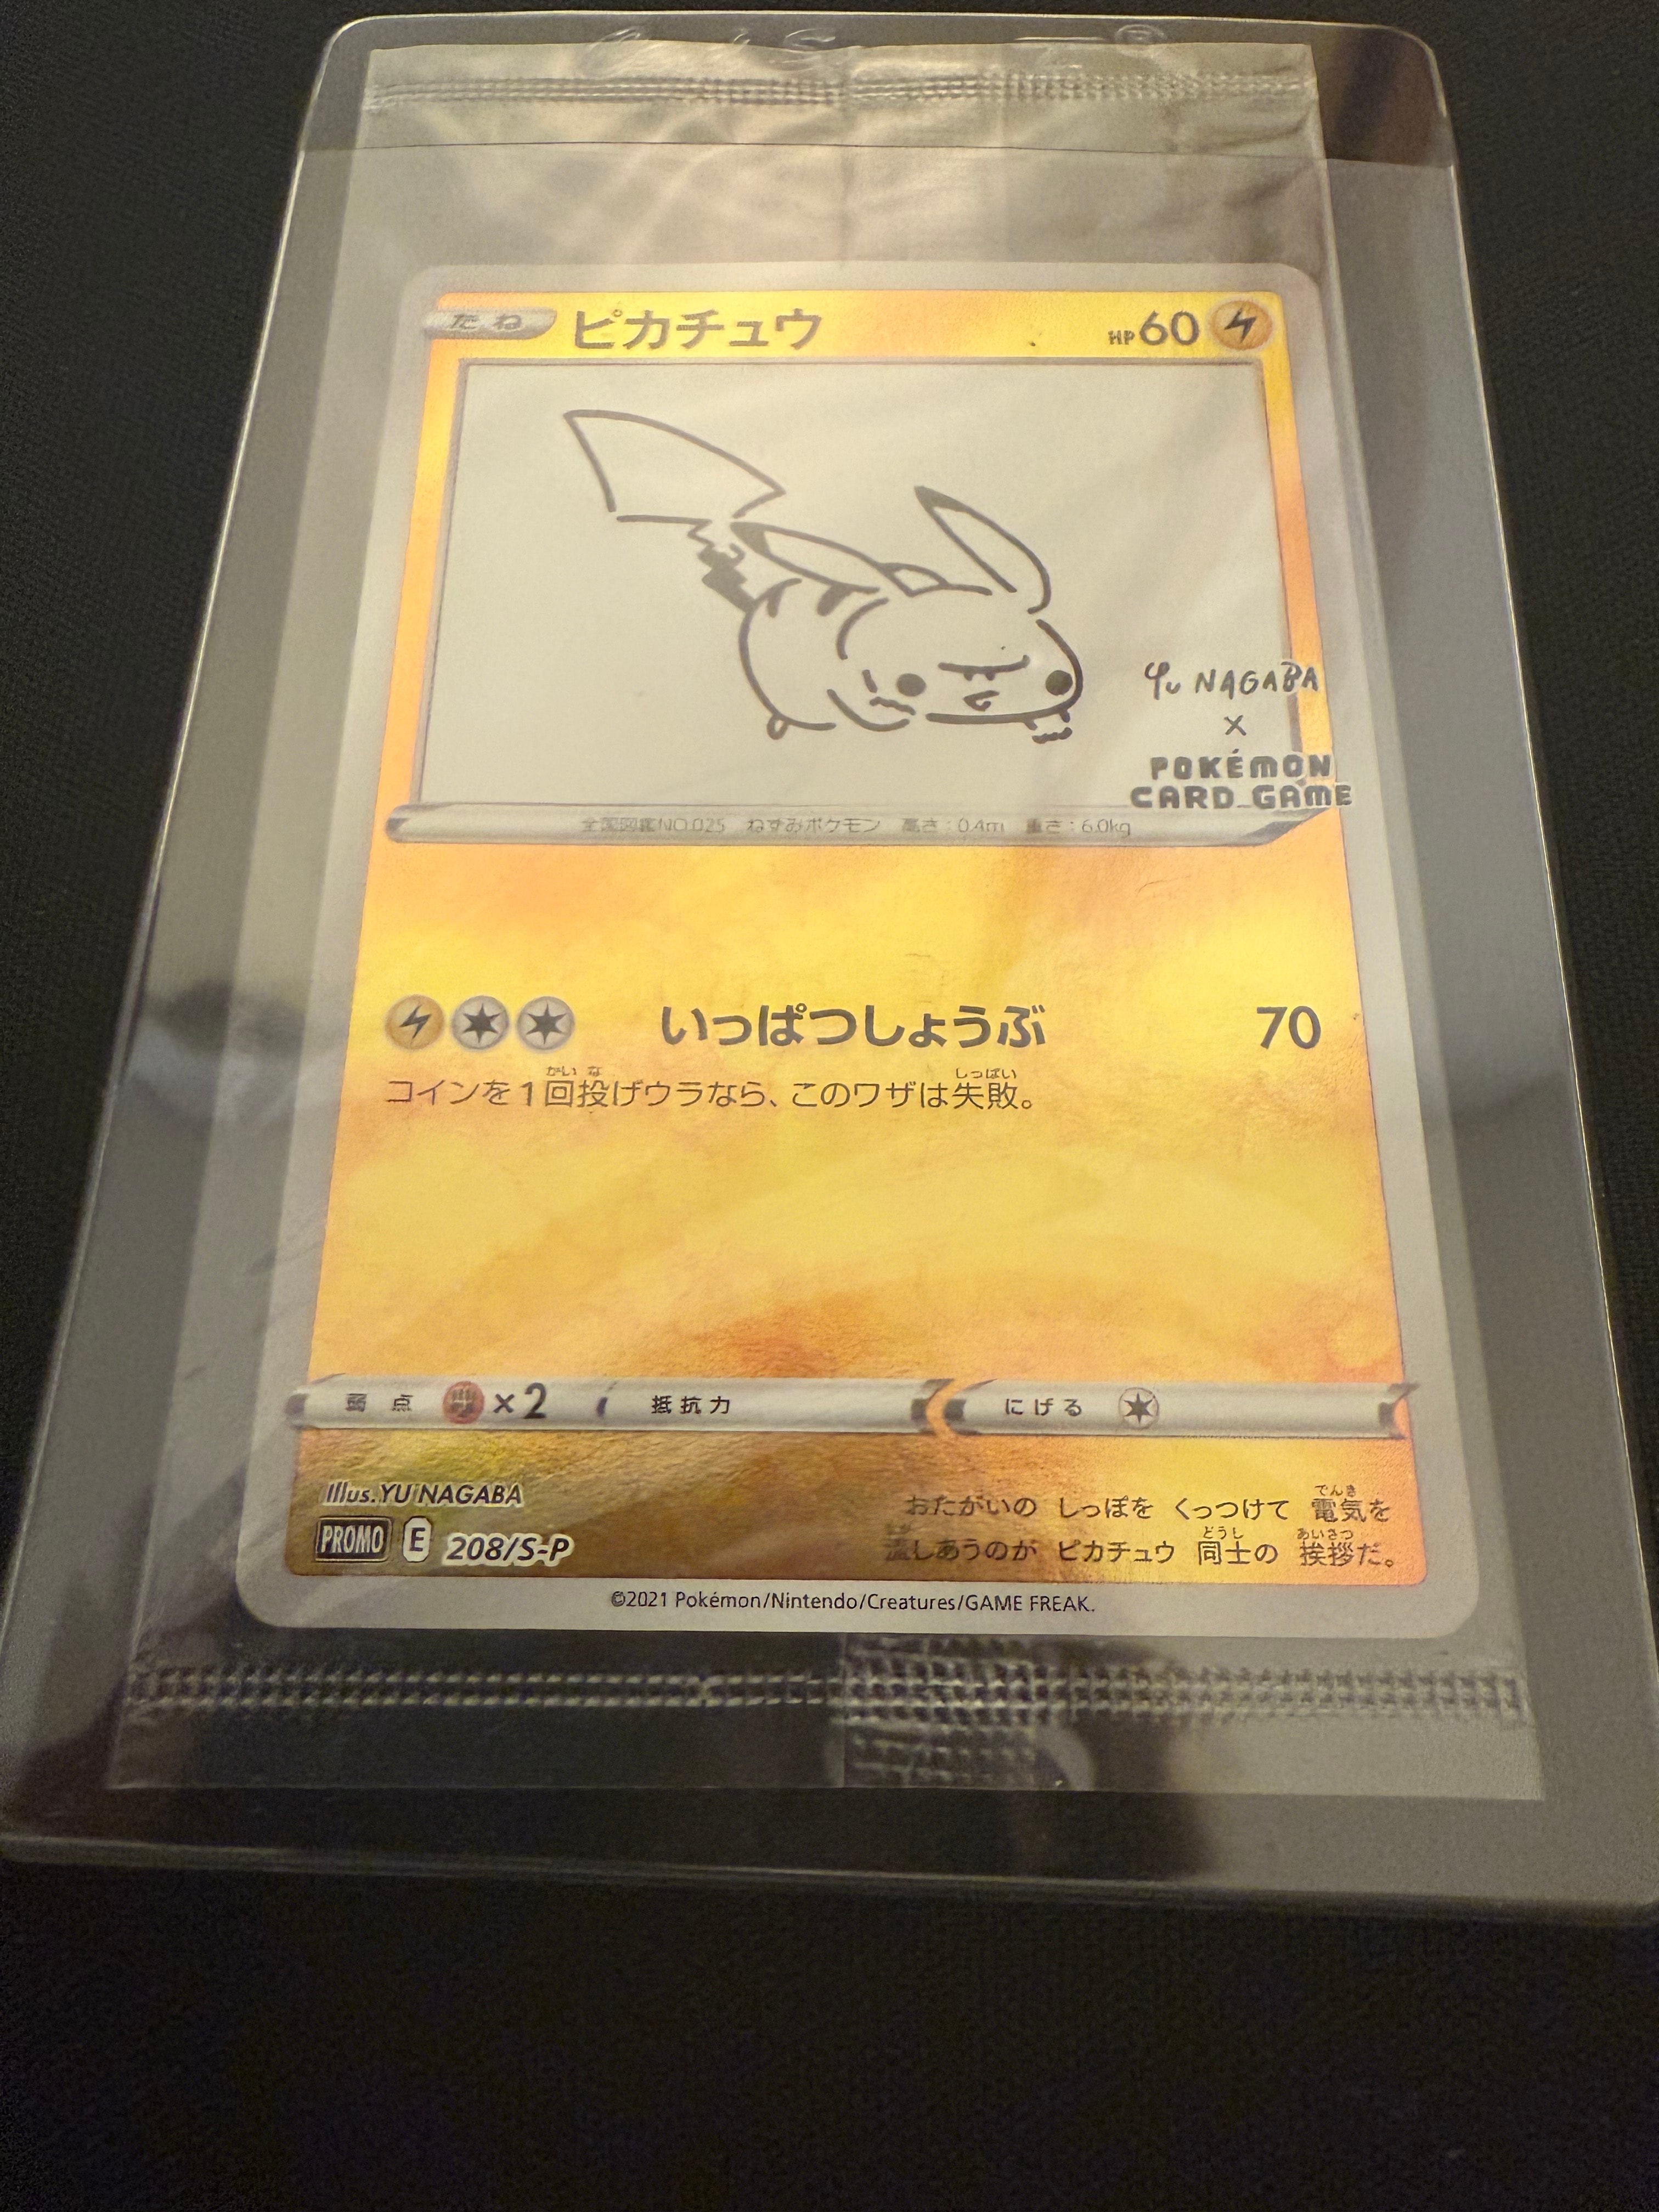 たね ピカチュウ HP60
YU NAGABA
×
POKÉMON
CARD GAME
全国図鑑NO.025 ねずみポケモン 高さ:0.4m 重さ:6.0kg
いっぱつしょうぶ 70
コインを1回投げウラなら、このワザは失敗。
弱点 ×2 抵抗力 にげる
Illus.YU NAGABA
PROMO E 208/S-P
おたがいの しっぽを くっつけて 電気を
流しあうのが ピカチュウ 同士の 挨拶だ。
©2021 Pokémon/Nintendo/Creatures/GAME FREAK.